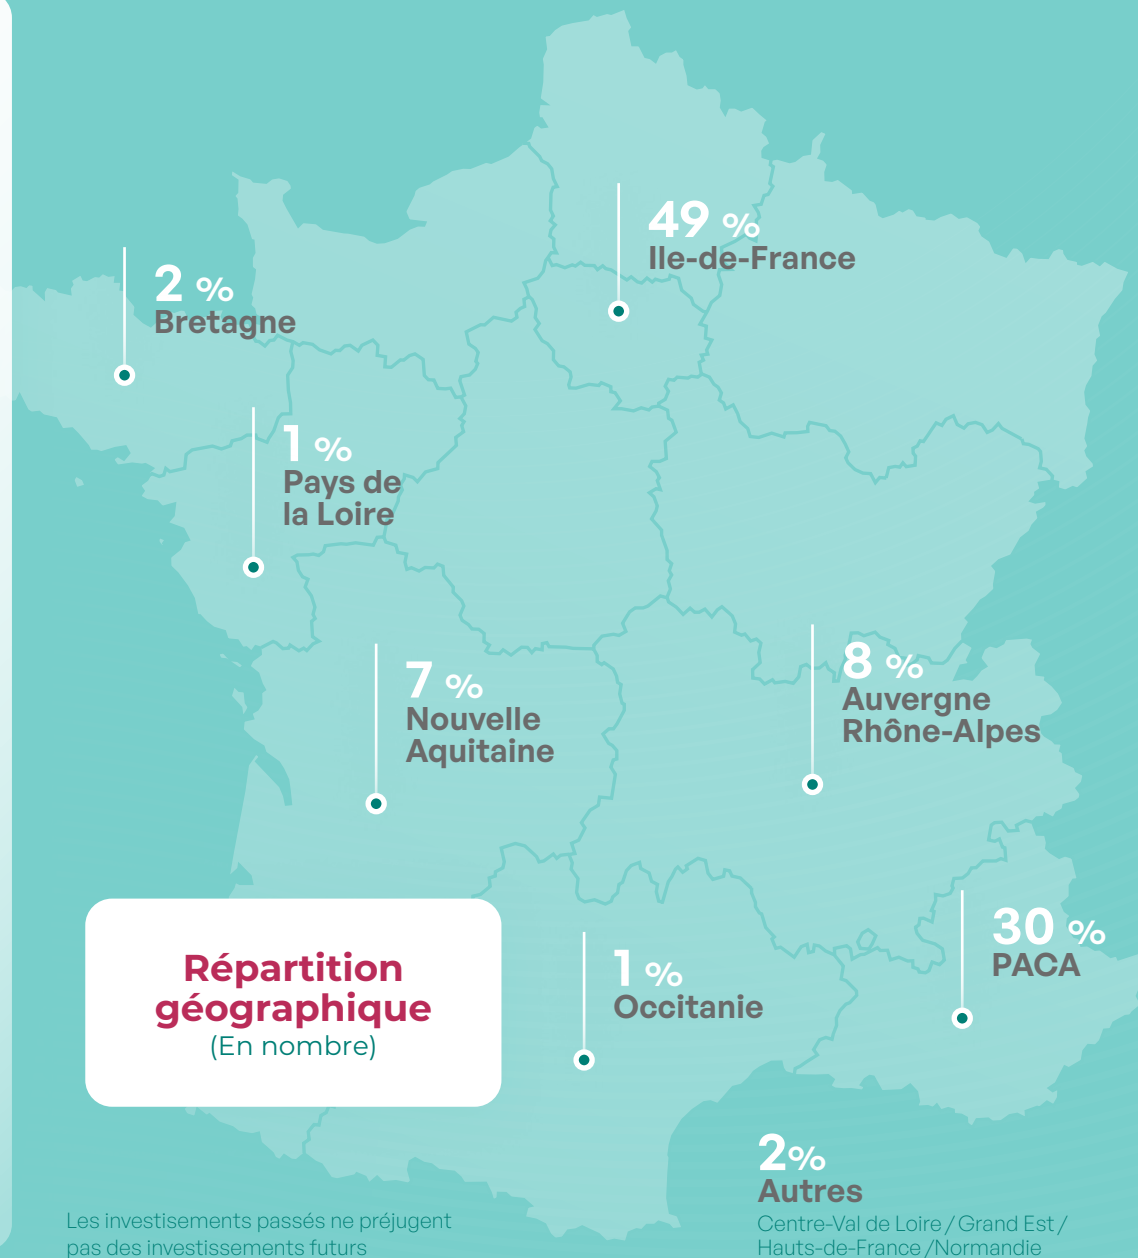 49 %
Ile-de-France
2 %
Bretagne
1 %
Pays de
la Loire
7 %
Nouvelle
Aquitaine
8 %
Auvergne
Rhône-Alpes
30 %
PACA
1 %
Occitanie
Répartition
géographique
(En nombre)
2%
Autres
Centre-Val de Loire / Grand Est /
Hauts-de-France /Normandie
Les investisements passés ne préjugent
pas des investissements futurs